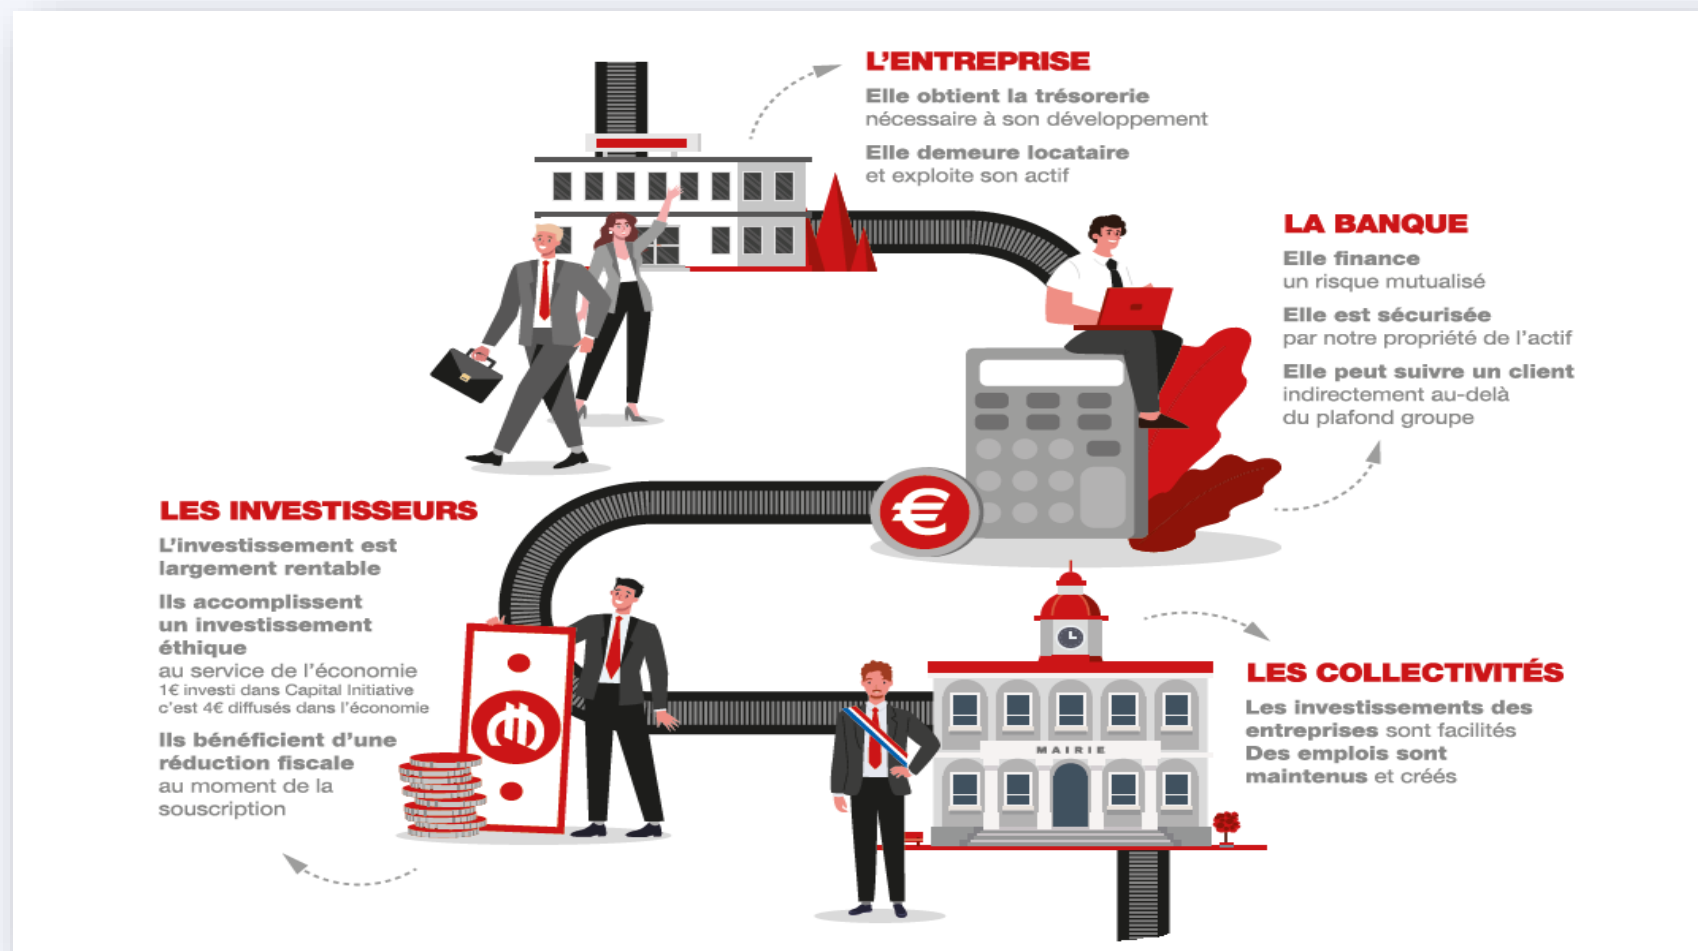 L'ENTREPRISE
Elle obtient la trésorerie
nécessaire à son développement
Elle demeure locataire
et exploite son actif
LA BANQUE
Elle finance
un risque mutualisé
Elle est sécurisée
par notre propriété de l'actif
Elle peut suivre un client
indirectement au-delà
du plafond groupe
€
LES INVESTISSEURS
L'investissement est
largement rentable
Ils accomplissent
un investissement
éthique
au service de l'économie
1€ investi dans Capital Initiative
c'est 4€ diffusés dans l'économie
Ils bénéficient d'une
réduction fiscale
au moment de la
souscription
MAIRIE
LES COLLECTIVITÉS
Les investissements des
entreprises sont facilités
Des emplois sont
maintenus et créés